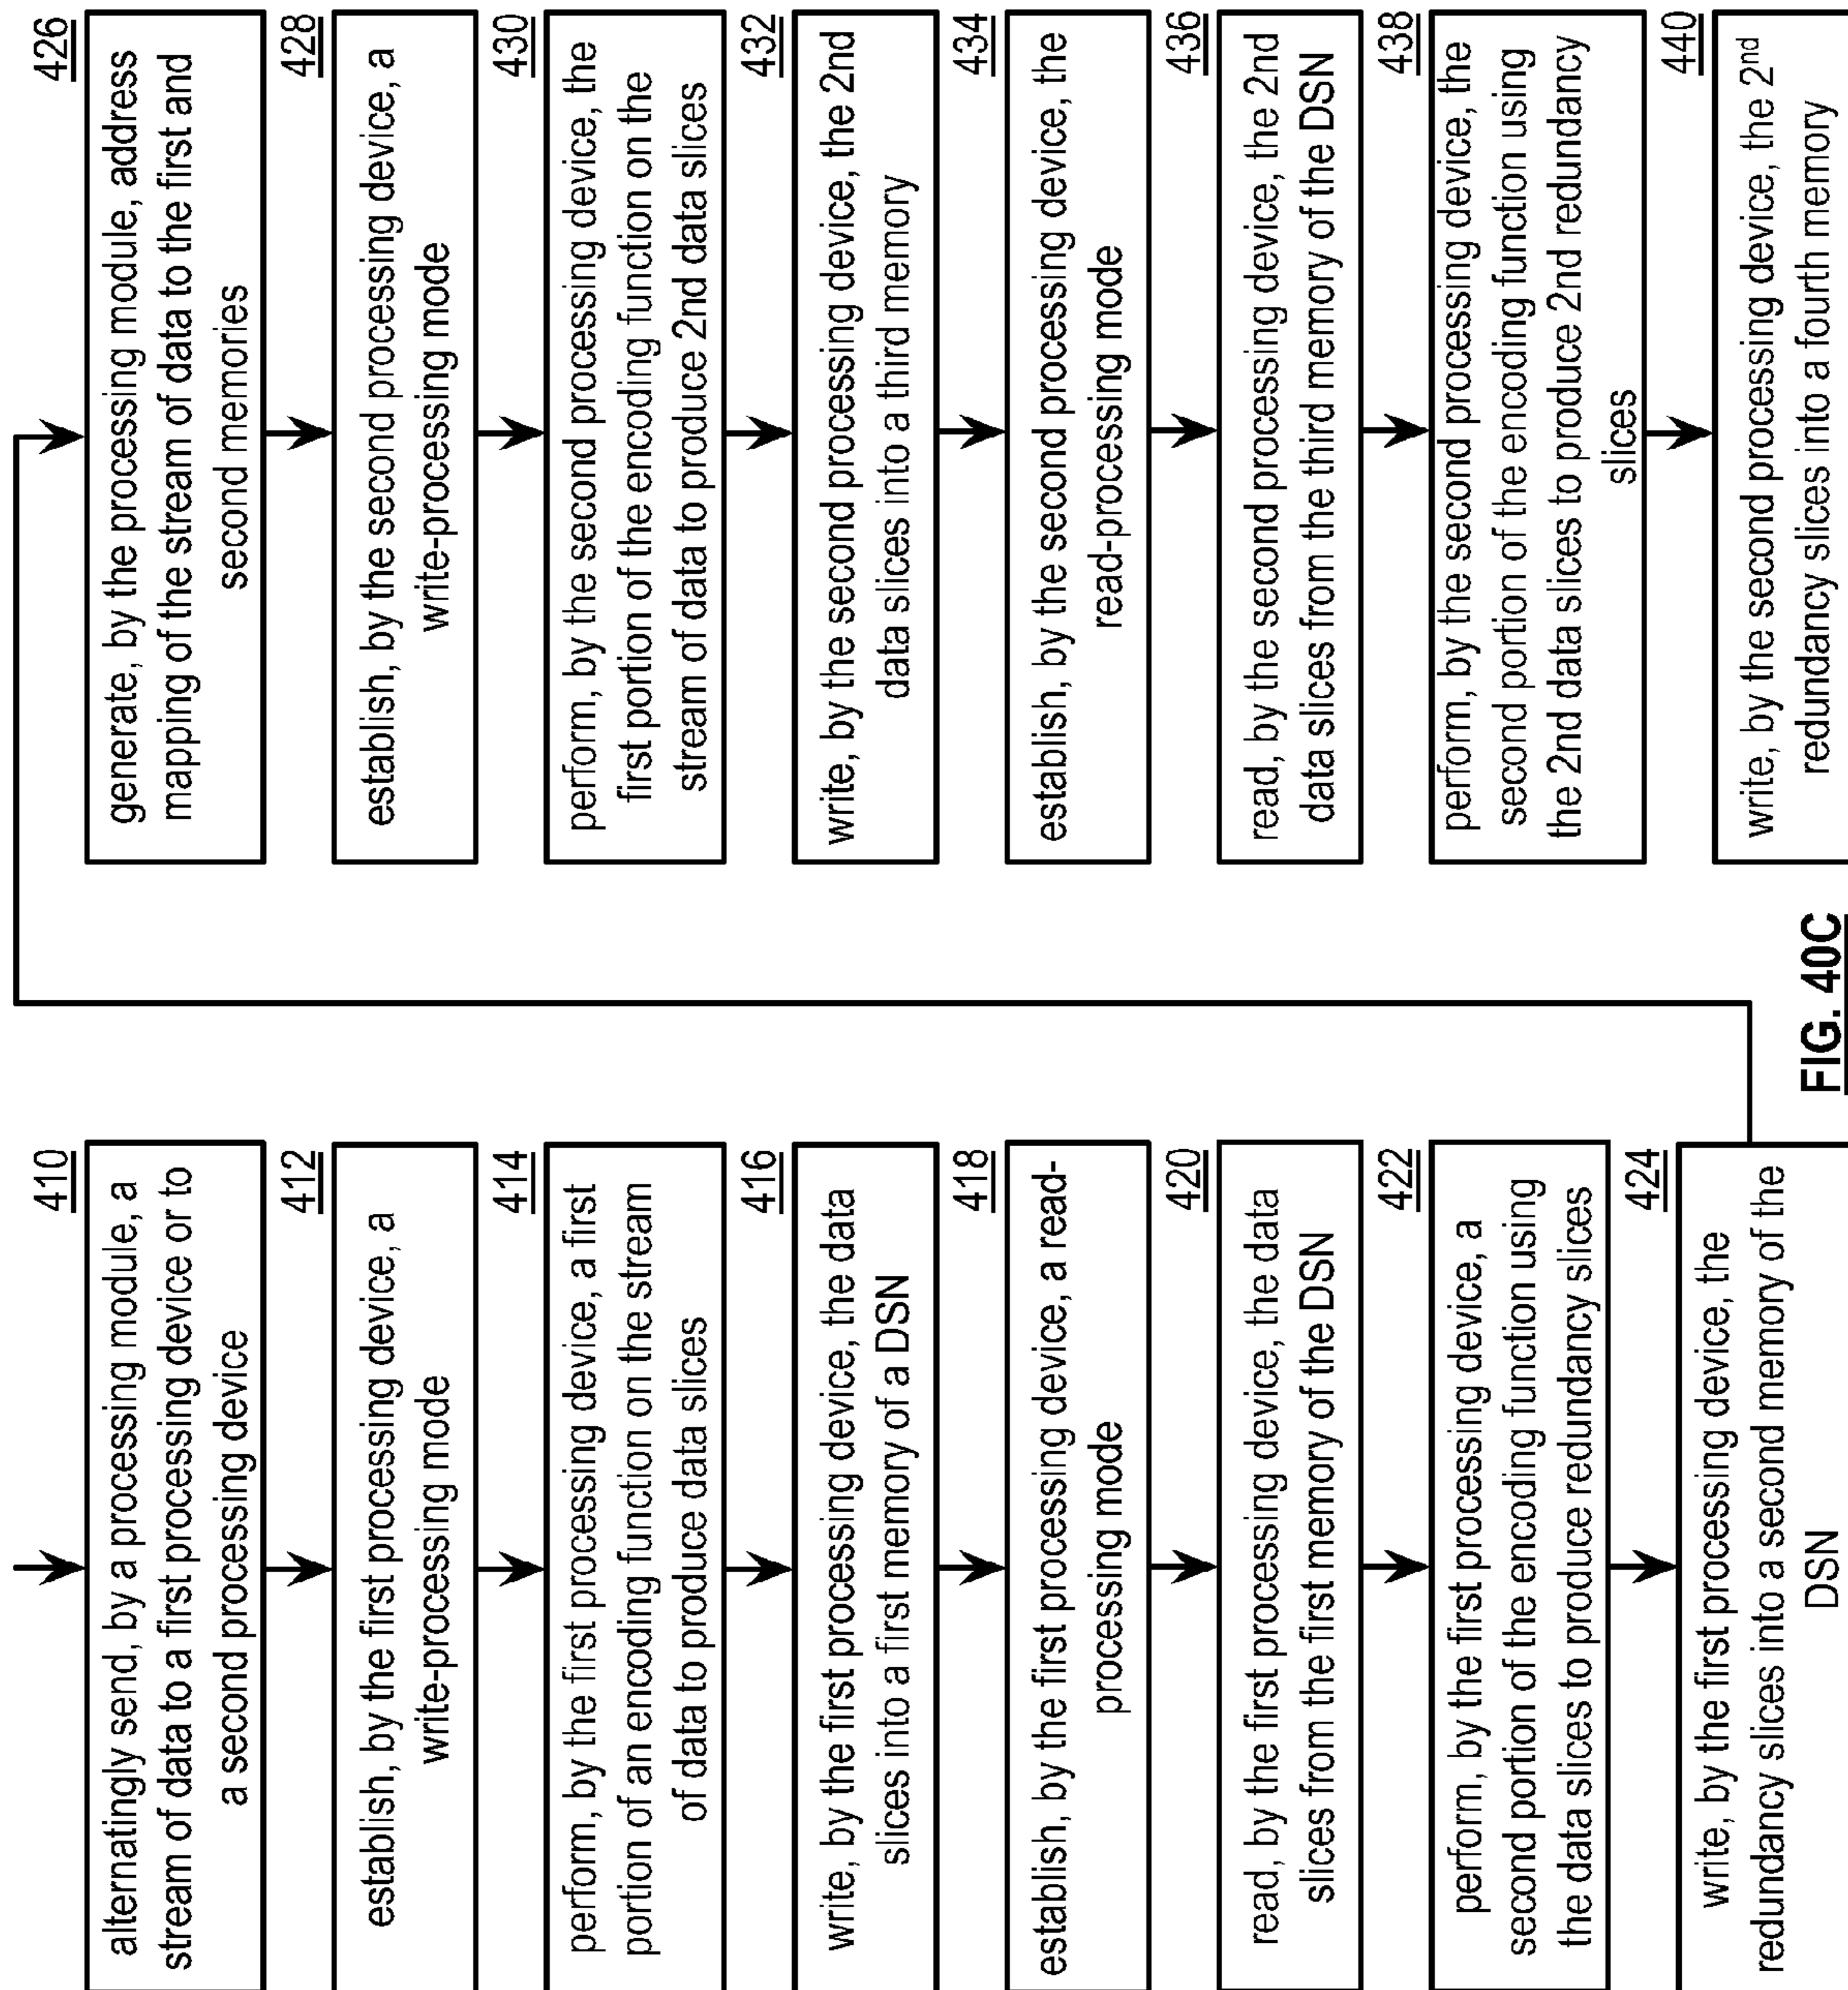 410
alternatingly send, by a processing module, a
stream of data to a first processing device or to
a second processing device
412
establish, by the first processing device, a
write-processing mode
414
perform, by the first processing device, a first
portion of an encoding function on the stream
of data to produce data slices
416
write, by the first processing device, the data
slices into a first memory of a DSN
418
establish, by the first processing device, a read-
processing mode
420
read, by the first processing device, the data
slices from the first memory of the DSN
422
perform, by the first processing device, a
second portion of the encoding function using
the data slices to produce redundancy slices
424
write, by the first processing device, the
redundancy slices into a second memory of the
DSN
426
generate, by the processing module, address
mapping of the stream of data to the first and
second memories
428
establish, by the second processing device, a
write-processing mode
430
perform, by the second processing device, the
first portion of the encoding function on the
stream of data to produce 2nd data slices
432
write, by the second processing device, the 2nd
data slices into a third memory
434
establish, by the second processing device, the
read-processing mode
436
read, by the second processing device, the 2nd
data slices from the third memory of the DSN
438
perform, by the second processing device, the
second portion of the encoding function using
the 2nd data slices to produce 2nd redundancy
slices
440
write, by the second processing device, the 2nd
redundancy slices into a fourth memory
FIG. 40C